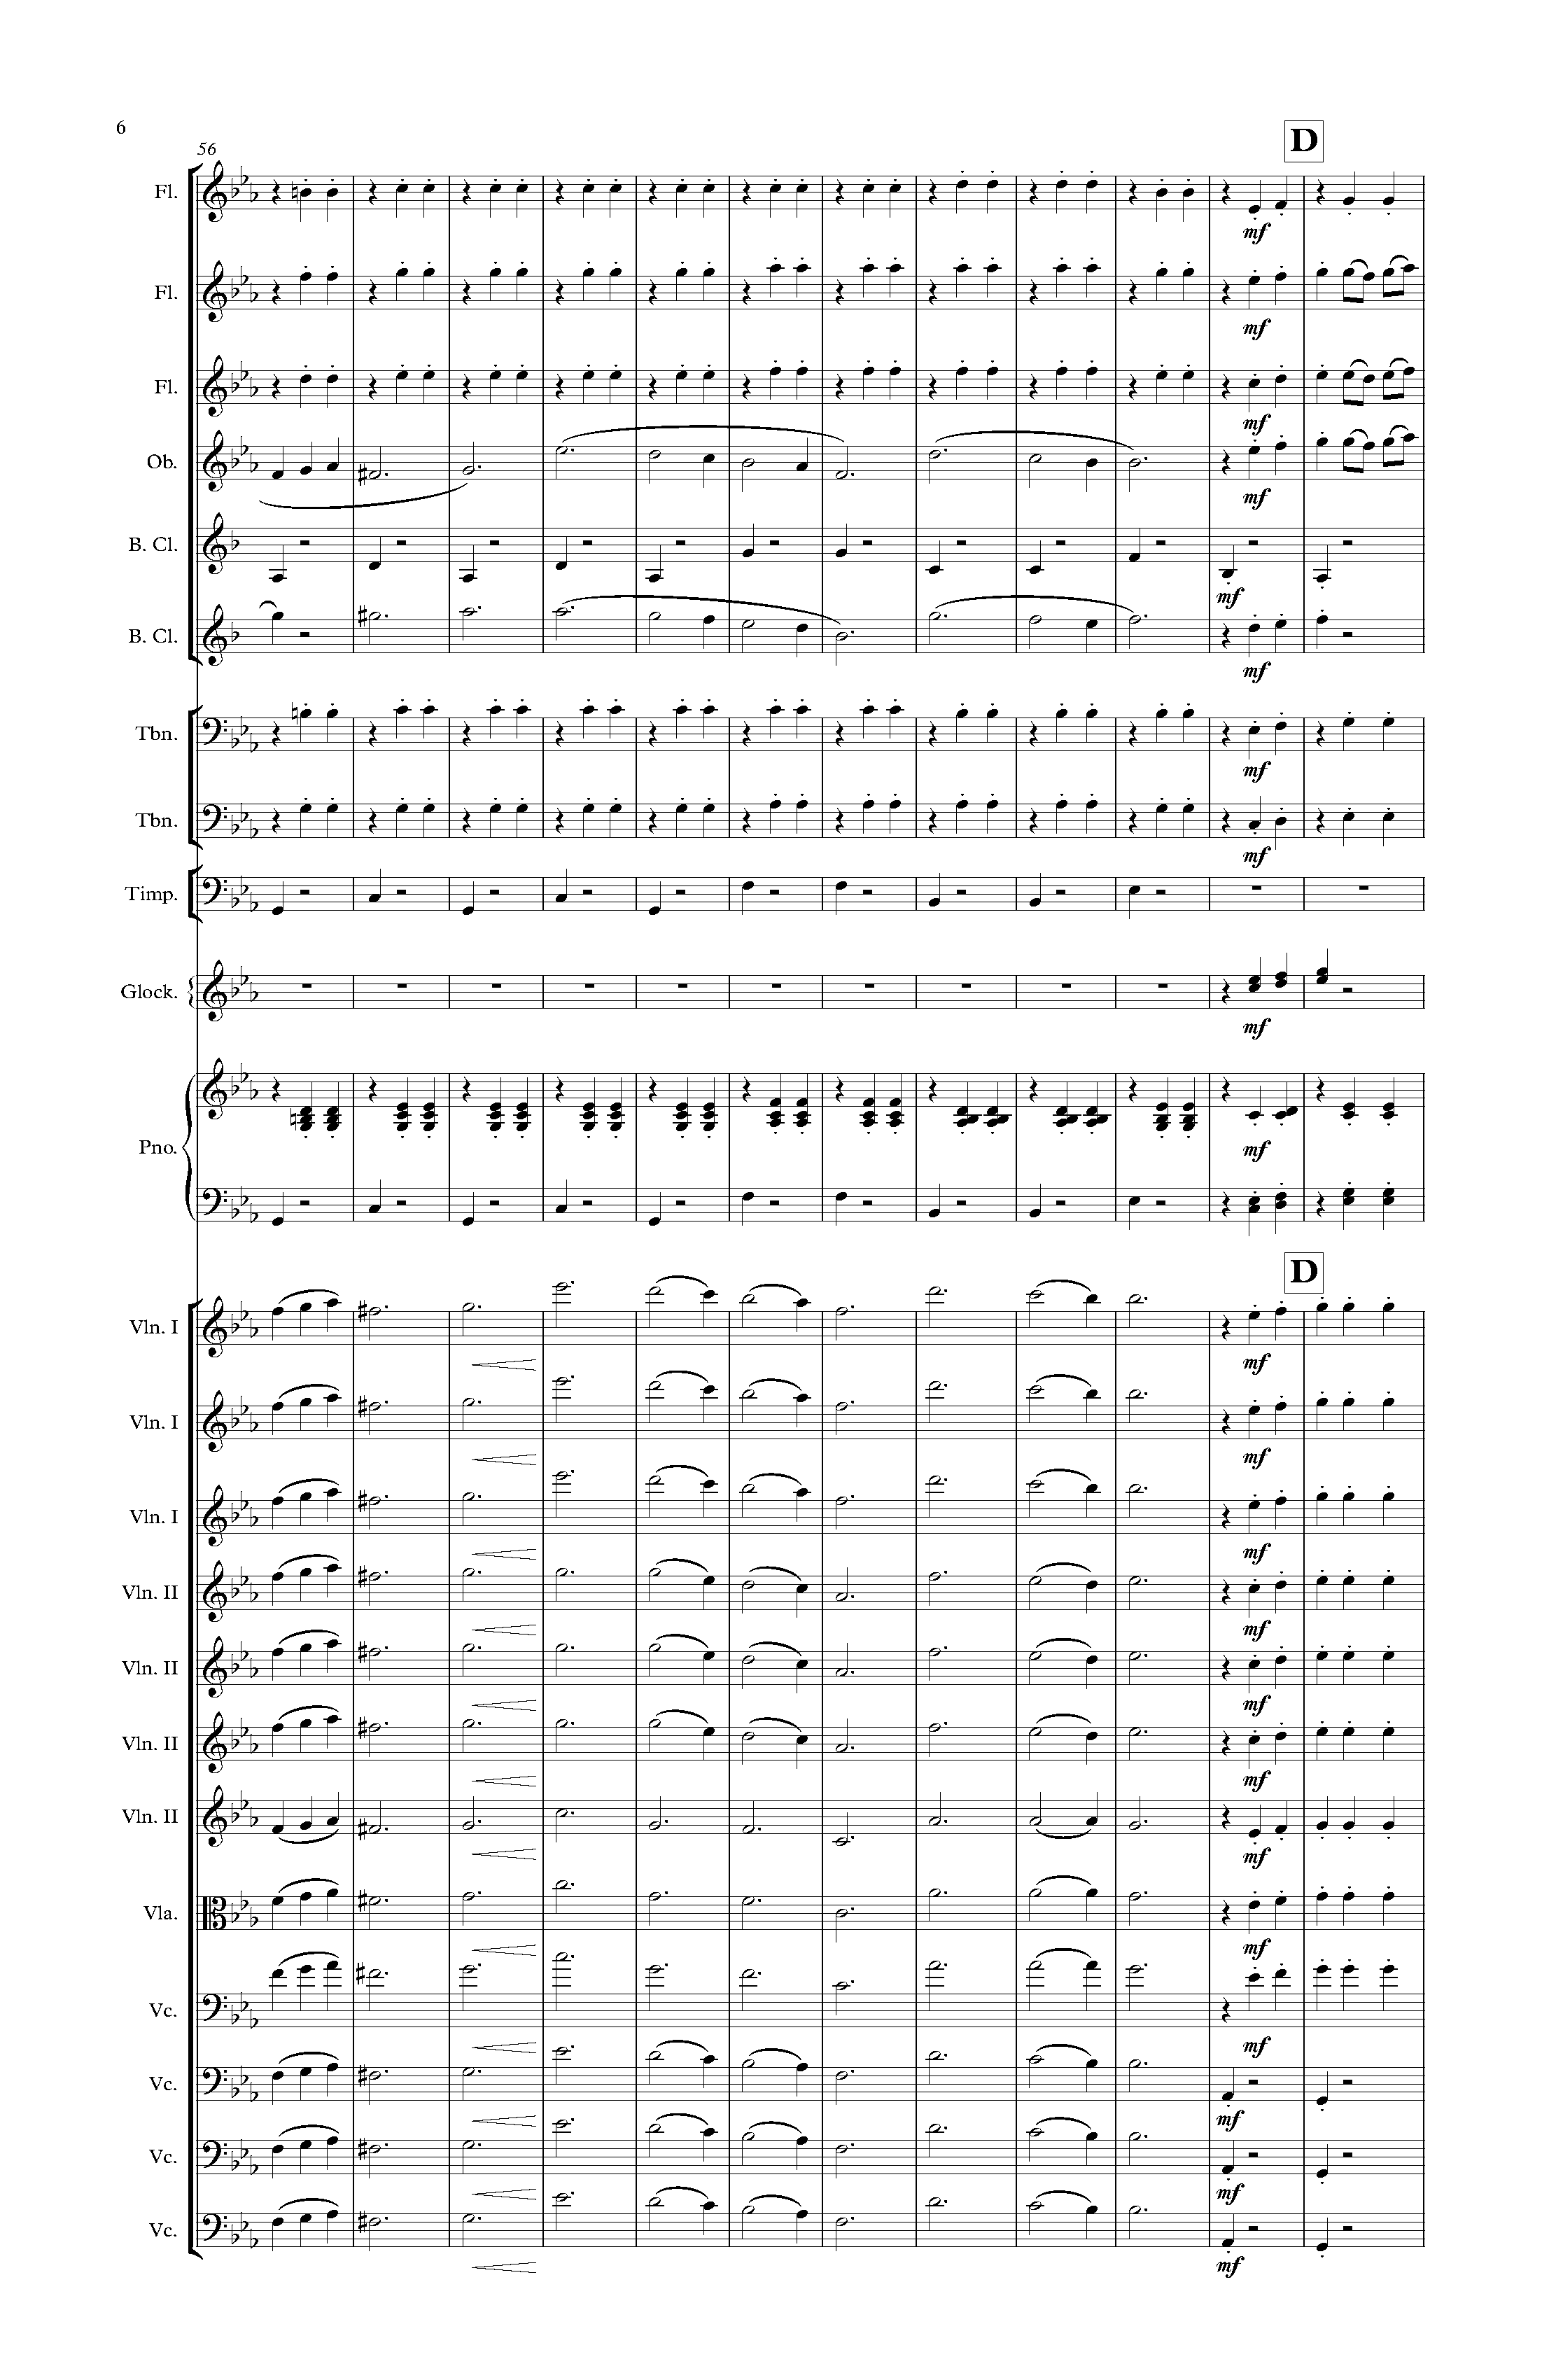 6
56
D
Fl.
mf
Fl.
mf
Fl.
mf
Ob.
mf
B. Cl.
mf
B. Cl.
mf
Tbn.
mf
Tbn.
mf
Timp.
Glock.
mf
Pno.
mf
D
Vln. I
mf
Vln. I
mf
Vln. I
mf
Vln. II
mf
Vln. II
mf
Vln. II
mf
Vln. II
mf
Vla.
mf
Vc.
mf
Vc.
mf
Vc.
mf
Vc.
mf